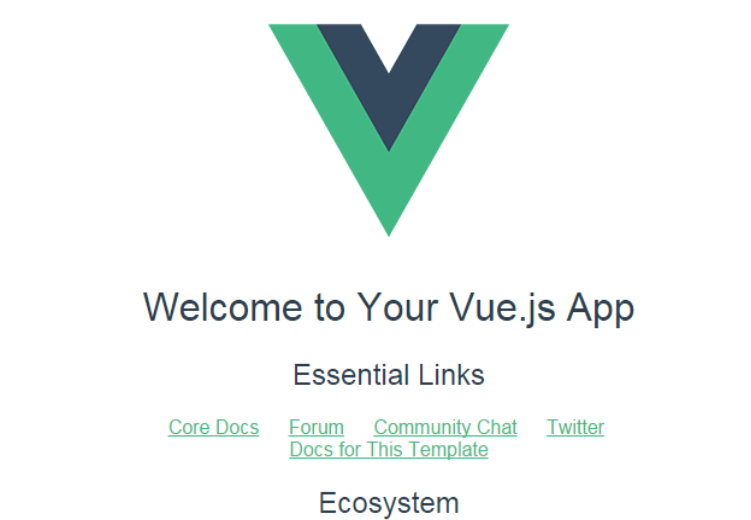 Welcome to Your Vue.js App
Essential Links
Core Docs Forum Community Chat Twitter
Docs for This Template
Ecosystem